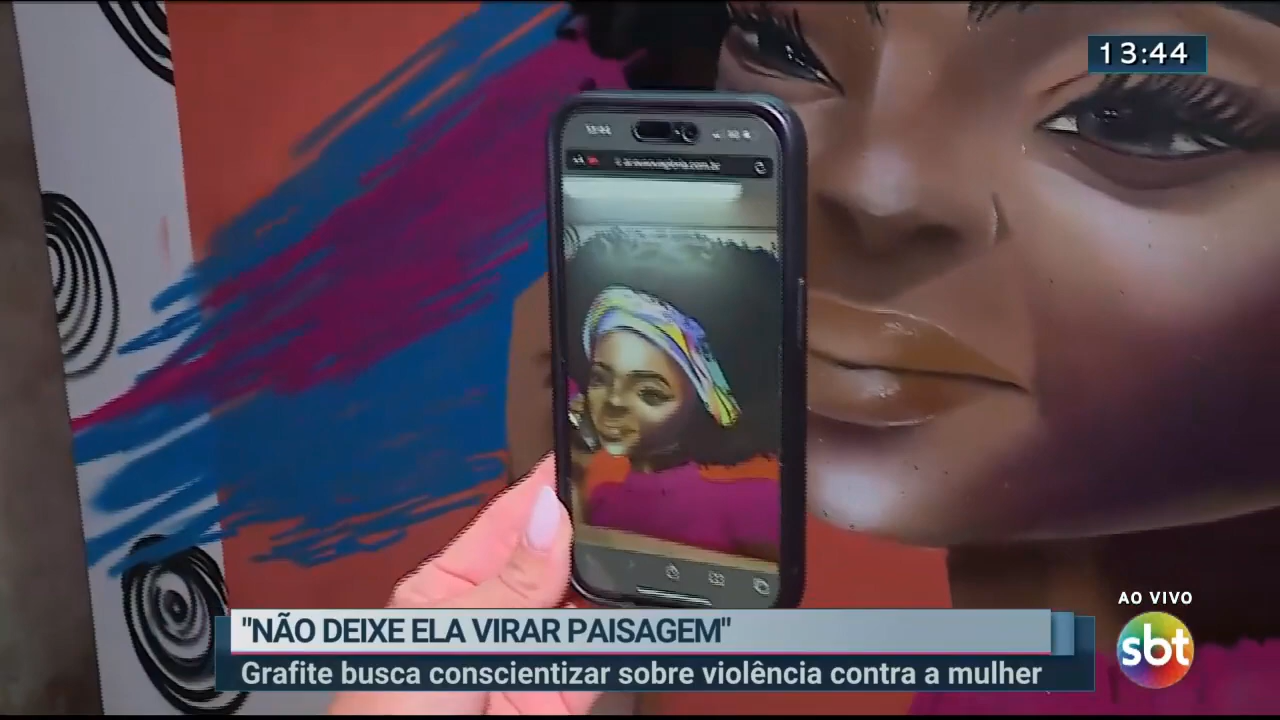 13:44
"NÃO DEIXE ELA VIRAR PAISAGEM"
Grafite busca conscientizar sobre violência contra a mulher
AO VIVO
sbt